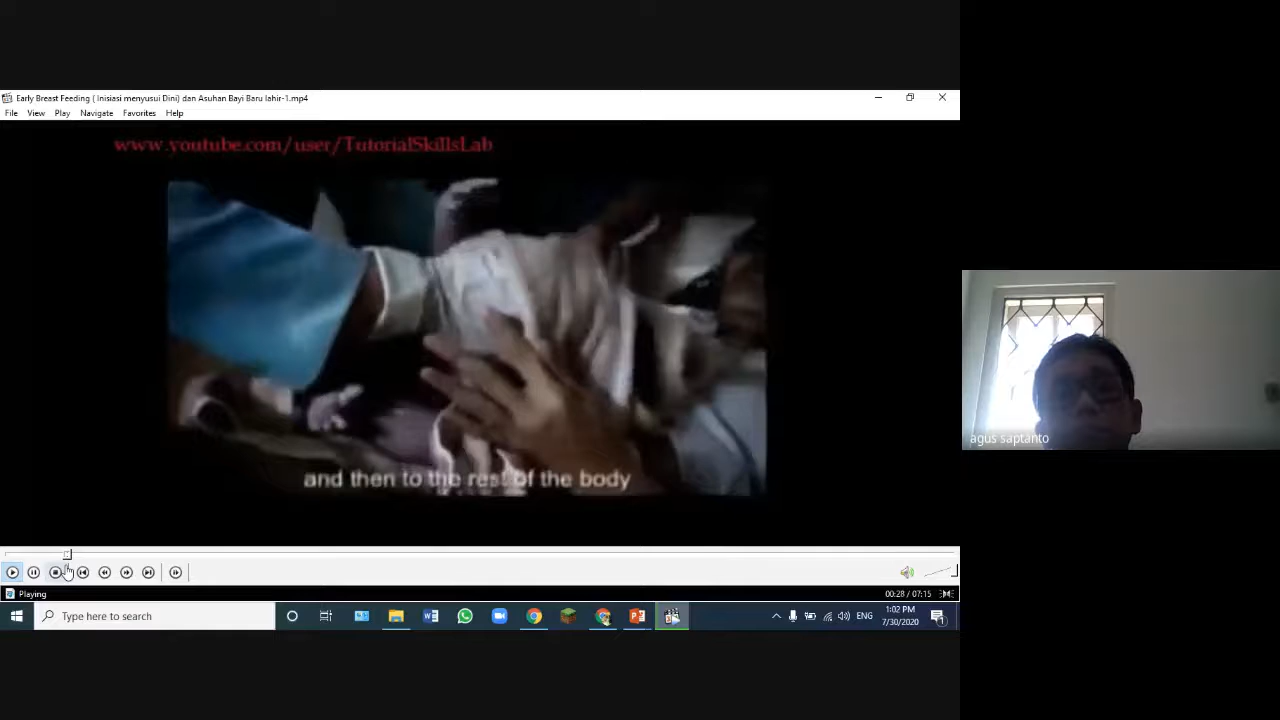 Early Breast Feeding ( Inisiasi menyusui Dini) dan Asuhan Bayi Baru lahir-1.mp4
File View Play Navigate Favorites Help
www.youtube.com/user/TutorialSkillsLab
and then to the rest of the body
agus saptanto
Playing
00:28 / 07:15
Type here to search
ENG
1:02 PM
7/30/2020
1